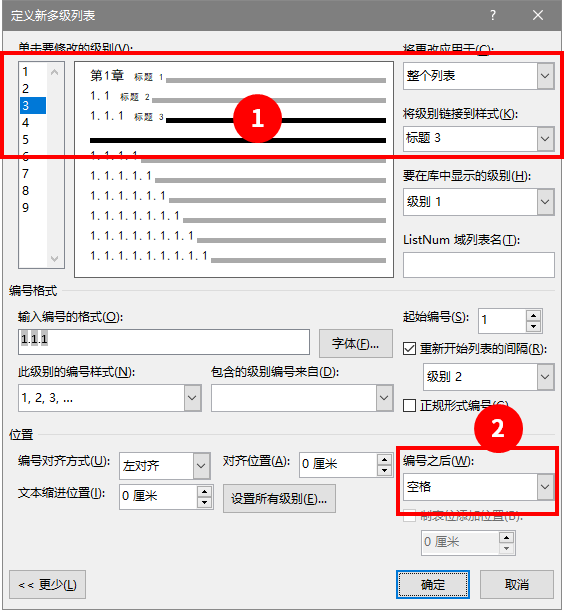 定义新多级列表
单击要修改的级别(V):
将更改应用于(C):
1
2
3
4
5
6
7
8
9
第1章 标题 1
1.1 标题 2
1.1.1 标题 3
1.1.1.1
1.1.1.1.1
1.1.1.1.1.1
1.1.1.1.1.1.1
1.1.1.1.1.1.1.1
1.1.1.1.1.1.1.1.1
1
整个列表
将级别链接到样式(K):
标题 3
要在库中显示的级别(H):
级别 1
ListNum 域列表名(T):
编号格式
输入编号的格式(O):
1.1.1
字体(F)...
起始编号(S):
1
重新开始列表的间隔(R):
级别 2
此级别的编号样式(N):
1, 2, 3, ...
包含的级别编号来自(D):
正规形式编号(G)
2
位置
编号对齐方式(U):
左对齐
对齐位置(A):
0 厘米
编号之后(W):
空格
文本缩进位置(I):
0 厘米
设置所有级别(E)...
制表位添加位置(B):
0 厘米
<< 更少(L)
确定
取消